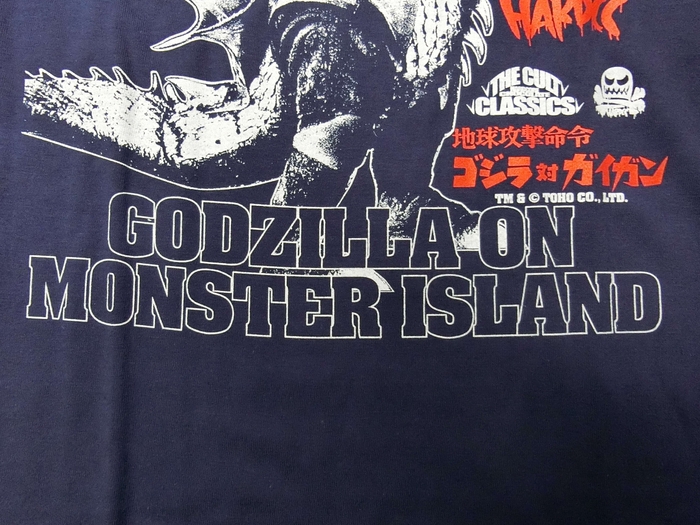 THE CULT
CLASSICS
地球攻撃命令
ゴジラ対ガイガン
TM & © TOHO CO., LTD.
GODZILLA ON
MONSTER ISLAND